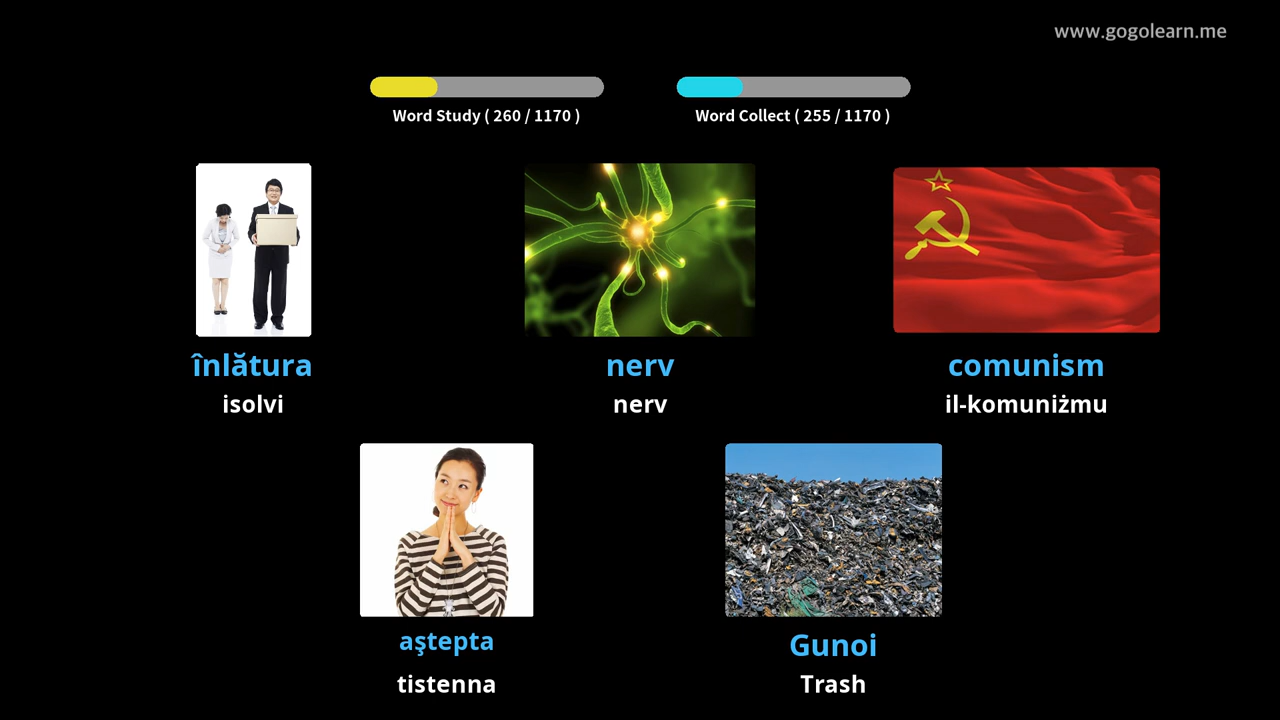 www.gogolearn.me
Word Study ( 260 / 1170 )
Word Collect ( 255 / 1170 )
înlătura
isolvi
nerv
nerv
comunism
il-komuniżmu
aştepta
tistenna
Gunoi
Trash